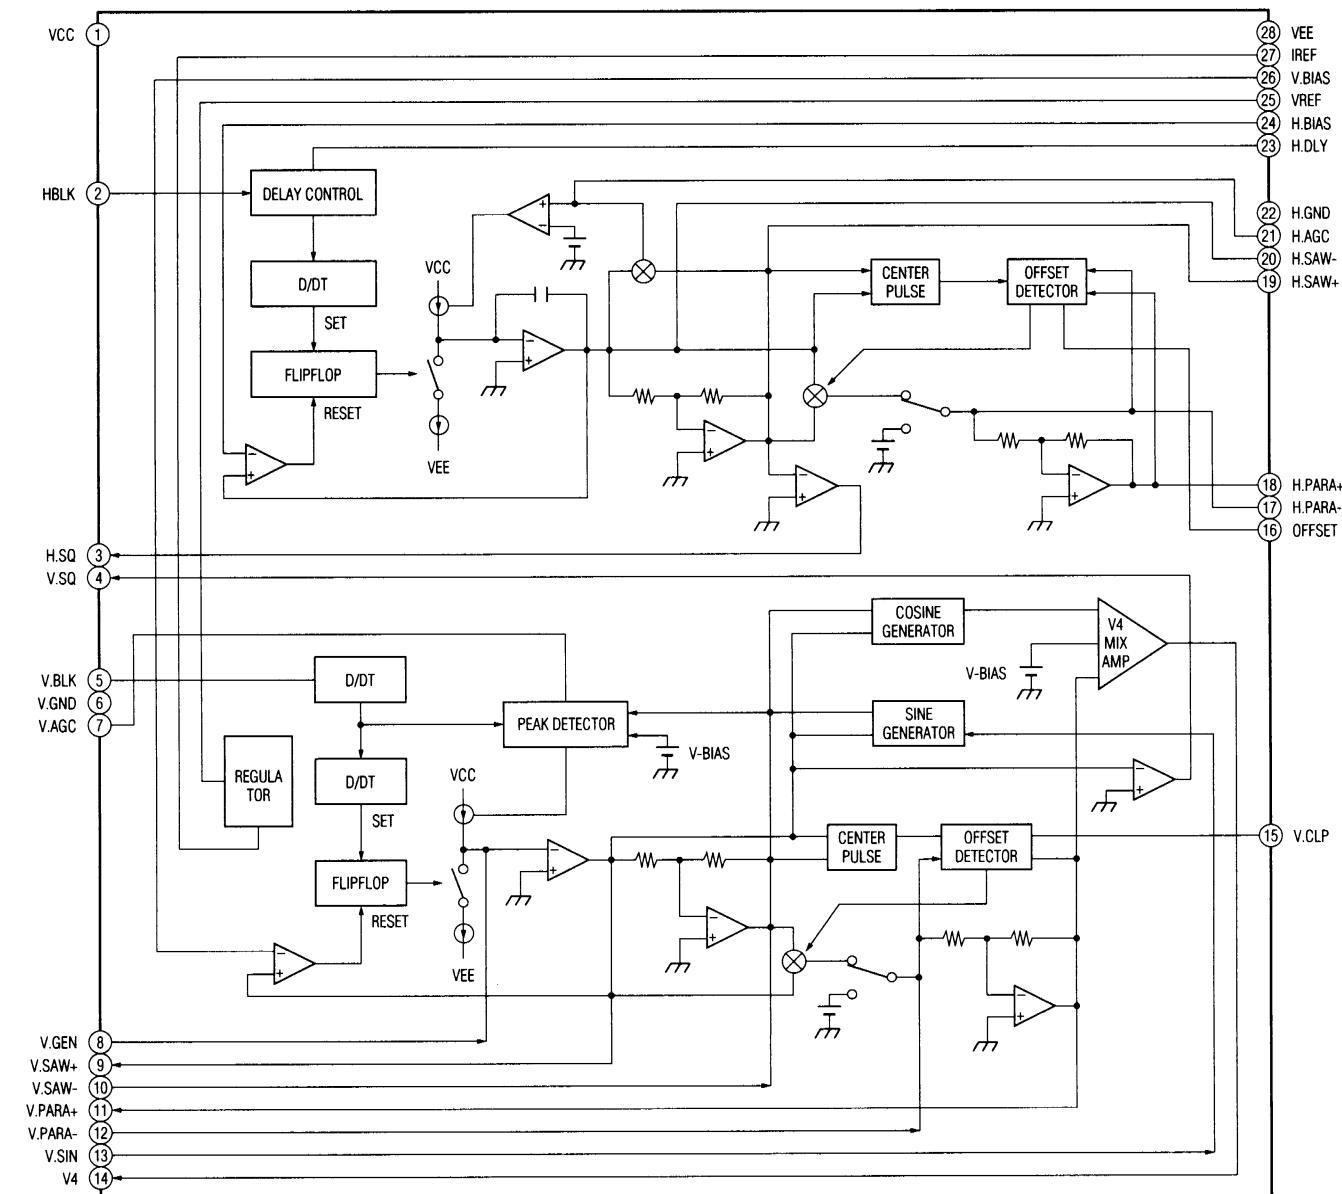 VCC 1
28 VEE
27 IREF
26 V.BIAS
25 VREF
24 H.BIAS
23 H.DLY
HBLK 2
DELAY CONTROL
22 H.GND
21 H.AGC
20 H.SAW-
19 H.SAW+
+
−
VCC
D/DT
SET
CENTER
PULSE
OFFSET
DETECTOR
−
+
FLIPFLOP
RESET
VEE
−
+
−
+
−
+
−
+
18 H.PARA+
17 H.PARA-
16 OFFSET
H.SQ 3
V.SQ 4
COSINE
GENERATOR
V4
MIX
AMP
V-BIAS
V.BLK 5
V.GND 6
V.AGC 7
D/DT
PEAK DETECTOR
SINE
GENERATOR
V-BIAS
REGULA
TOR
D/DT
SET
VCC
−
+
CENTER
PULSE
OFFSET
DETECTOR
15 V.CLP
−
+
FLIPFLOP
RESET
VEE
−
+
−
+
−
+
V.GEN 8
V.SAW+ 9
V.SAW- 10
V.PARA+ 11
V.PARA- 12
V.SIN 13
V4 14